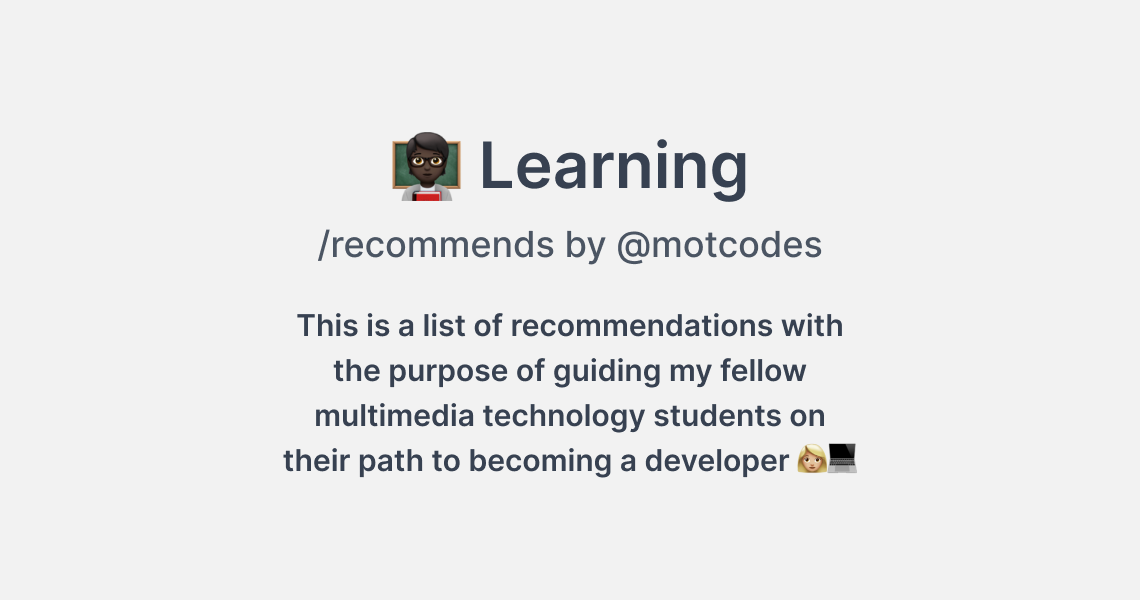 🧑🏿‍🏫 Learning
/recommends by @motcodes
This is a list of recommendations with
the purpose of guiding my fellow
multimedia technology students on
their path to becoming a developer 👩🏼💻